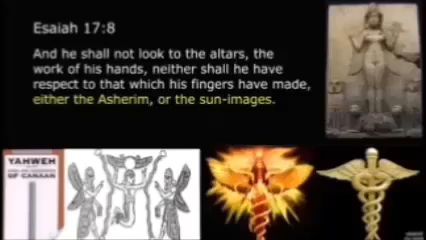 Esaiah 17:8
And he shall not look to the altars, the
work of his hands, neither shall he have
respect to that which his fingers have made,
either the Asherim, or the sun-images.
YAHWEH
OF CANAAN